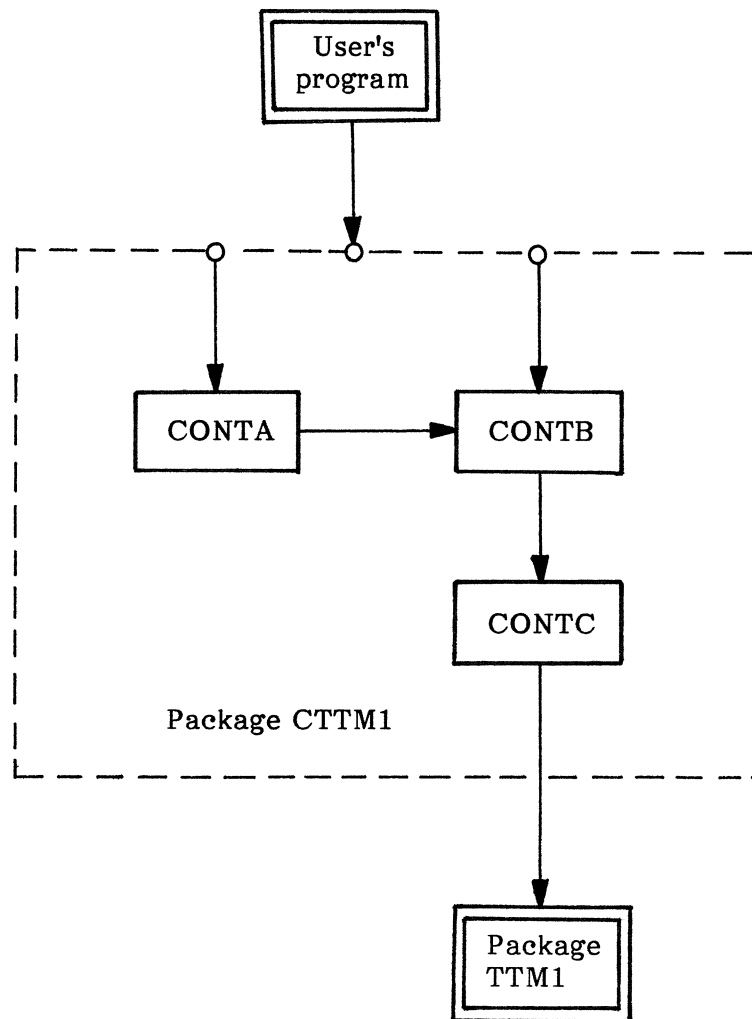 User's
program
CONTA
CONTB
CONTC
Package CTTM1
Package
TTM1